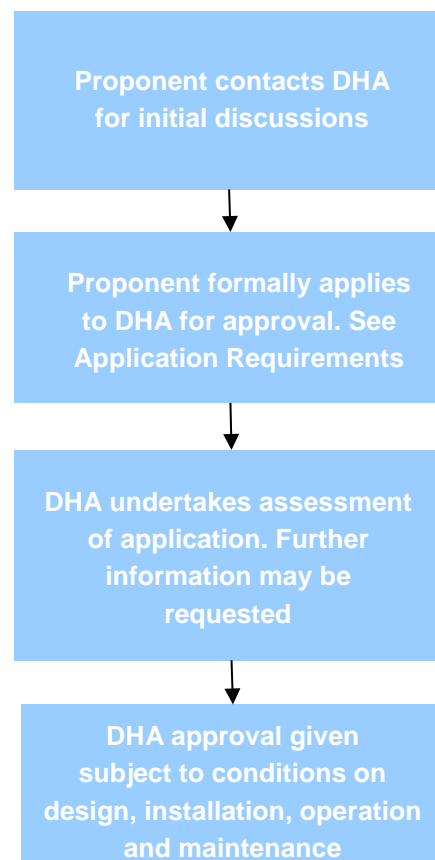 Proponent contacts DHA
for initial discussions
Proponent formally applies
to DHA for approval. See
Application Requirements
DHA undertakes assessment
of application. Further
information may be
requested
DHA approval given
subject to conditions on
design, installation, operation
and maintenance